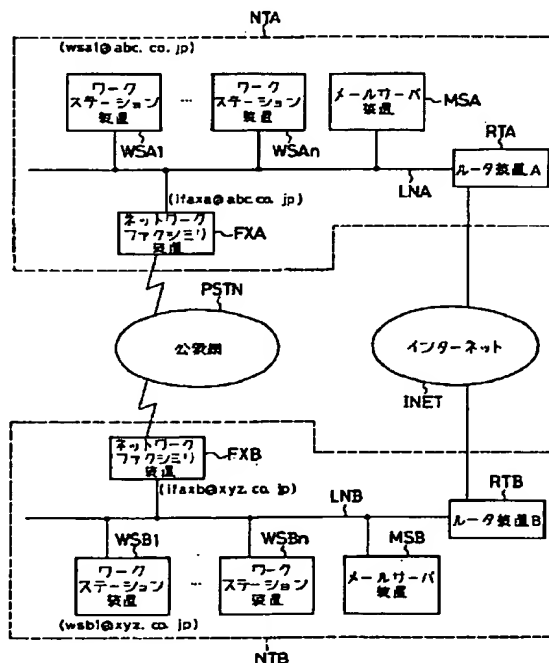 NTA
(wsa1@abc.co.jp)
ワーク
ステーション
装置
...
ワーク
ステーション
装置
メールサーバ
装置
MSA
WSA1
WSAn
RTA
ルータ装置A
LNA
(ifaxa@abc.co.jp)
ネットワーク
ファクシミリ
装置
FXA
PSTN
公衆網
インターネット
INET
ネットワーク
ファクシミリ
装置
FXB
(ifaxb@xyz.co.jp)
LNB
RTB
ルータ装置B
WSB1
WSBn
MSB
ワーク
ステーション
装置
...
ワーク
ステーション
装置
メールサーバ
装置
(wsb1@xyz.co.jp)
NTB